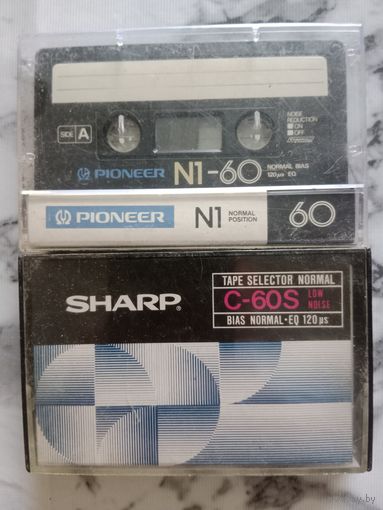 NOISE
REDUCTION
ON
OFF
SIDE A
PIONEER N1-60 NORMAL BIAS
120µs EQ
PIONEER N1 NORMAL POSITION 60
TAPE SELECTOR NORMAL
SHARP C-60S LOW NOISE
BIAS NORMAL·EQ 120µs